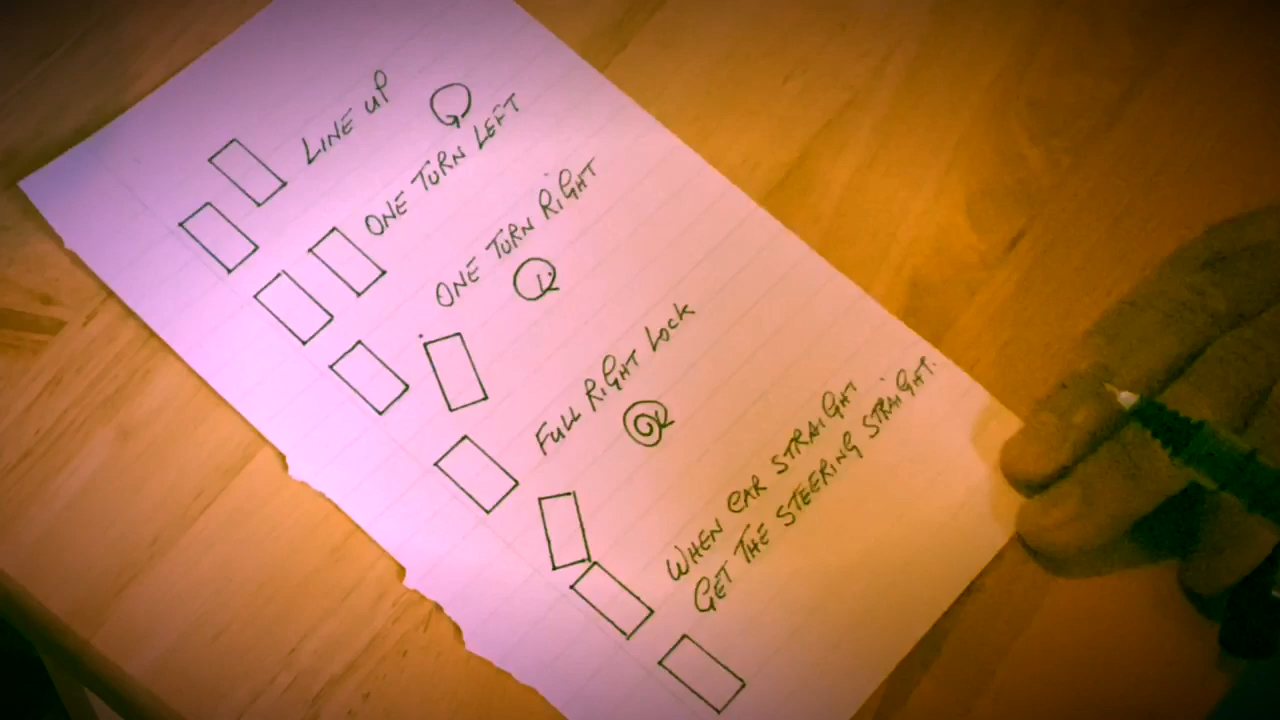 LINE UP
ONE TURN LEFT
ONE TURN RIGHT
FULL RIGHT LOCK
WHEN CAR STRAIGHT
GET THE STEERING STRAIGHT.